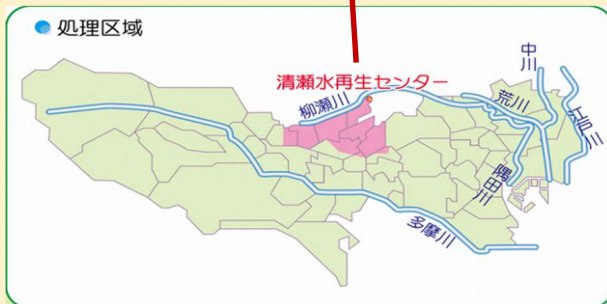 処理区域
清瀬水再生センター
柳瀬川
中川
荒川
江戸川
隅田川
多摩川